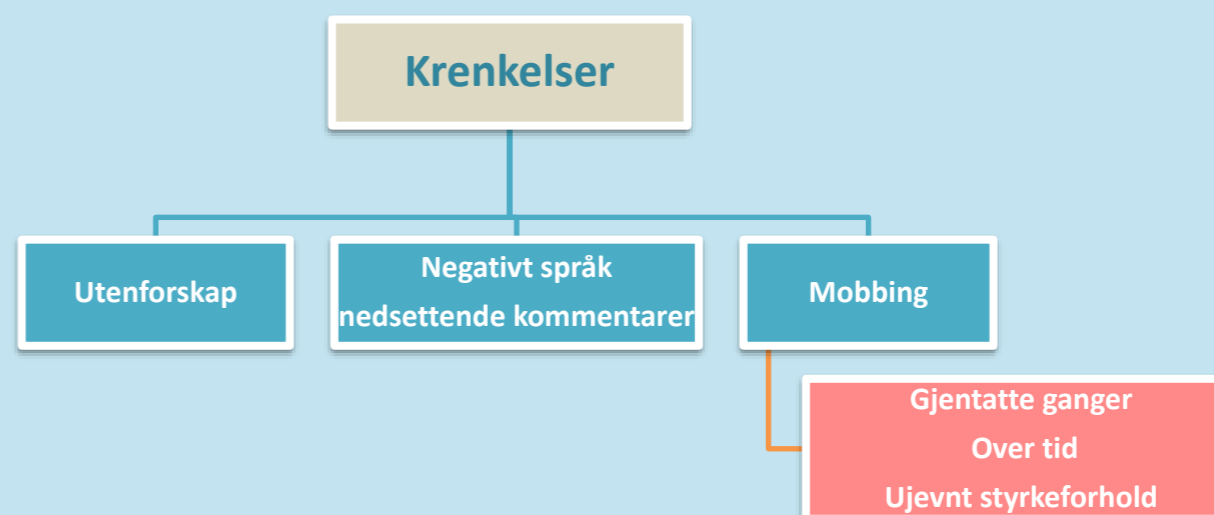 Krenkelser
Utenforskap
Negativt språk
nedsettende kommentarer
Mobbing
Gjentatte ganger
Over tid
Ujevnt styrkeforhold